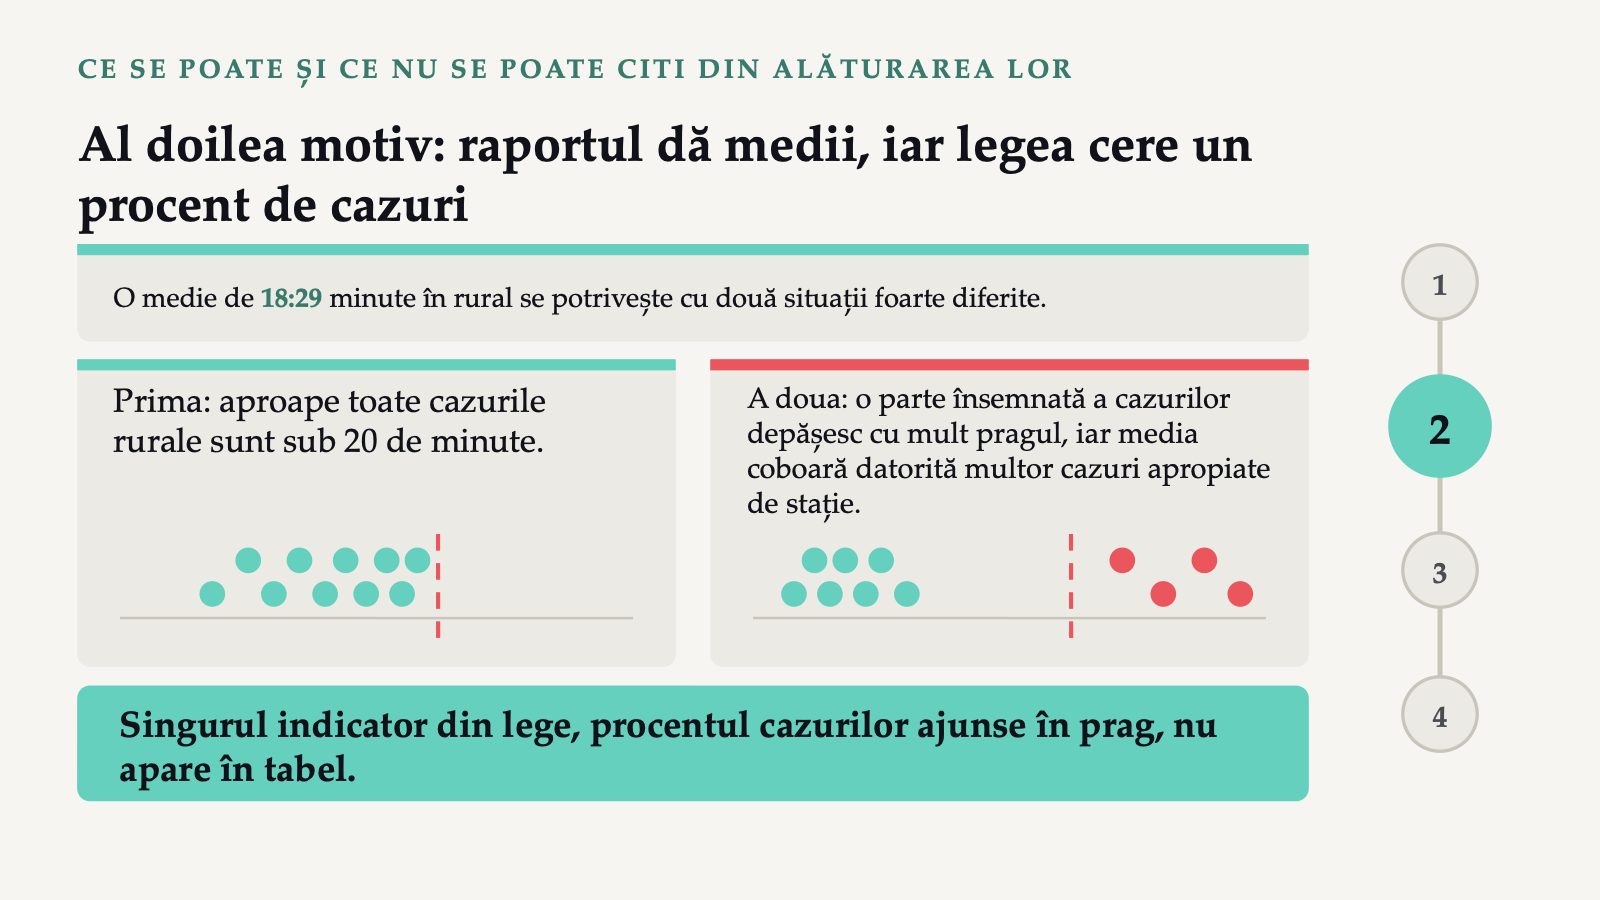 CE SE POATE ȘI CE NU SE POATE CITI DIN ALĂTURAREA LOR
Al doilea motiv: raportul dă medii, iar legea cere un
procent de cazuri
O medie de 18:29 minute în rural se potrivește cu două situații foarte diferite.
Prima: aproape toate cazurile
rurale sunt sub 20 de minute.
A doua: o parte însemnată a cazurilor
depășesc cu mult pragul, iar media
coboară datorită multor cazuri apropiate
de stație.
Singurul indicator din lege, procentul cazurilor ajunse în prag, nu
apare în tabel.
1
2
3
4